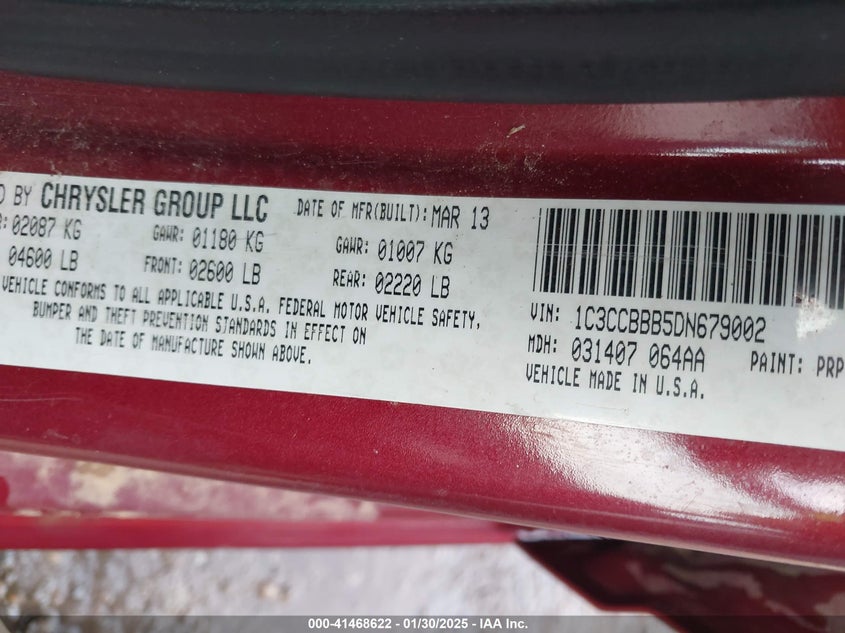 D BY CHRYSLER GROUP LLC DATE OF MFR(BUILT): MAR 13
R: 02087 KG GAWR: 01180 KG GAWR: 01007 KG
04600 LB FRONT: 02600 LB REAR: 02220 LB
VEHICLE CONFORMS TO ALL APPLICABLE U.S.A. FEDERAL MOTOR VEHICLE SAFETY,
BUMPER AND THEFT PREVENTION STANDARDS IN EFFECT ON
THE DATE OF MANUFACTURE SHOWN ABOVE.
VIN: 1C3CCBBB5DN679002
MDH: 031407 064AA PAINT: PRP
VEHICLE MADE IN U.S.A.
000-41468622 - 01/30/2025 - IAA Inc.